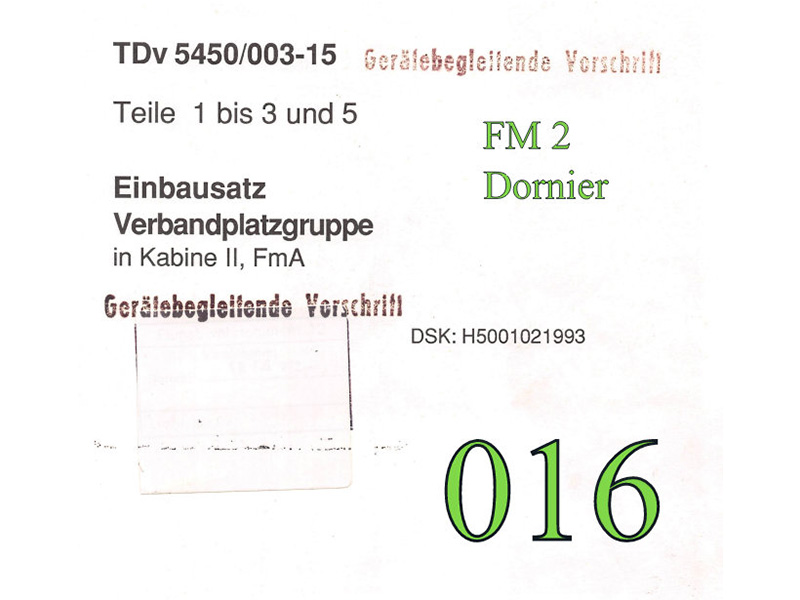 TDv 5450/003-15
Gerätebegleitende Vorschrift
Teile 1 bis 3 und 5
FM 2
Dornier
Einbausatz
Verbandplatzgruppe
in Kabine II, FmA
Gerätebegleitende Vorschrift
DSK: H5001021993
016